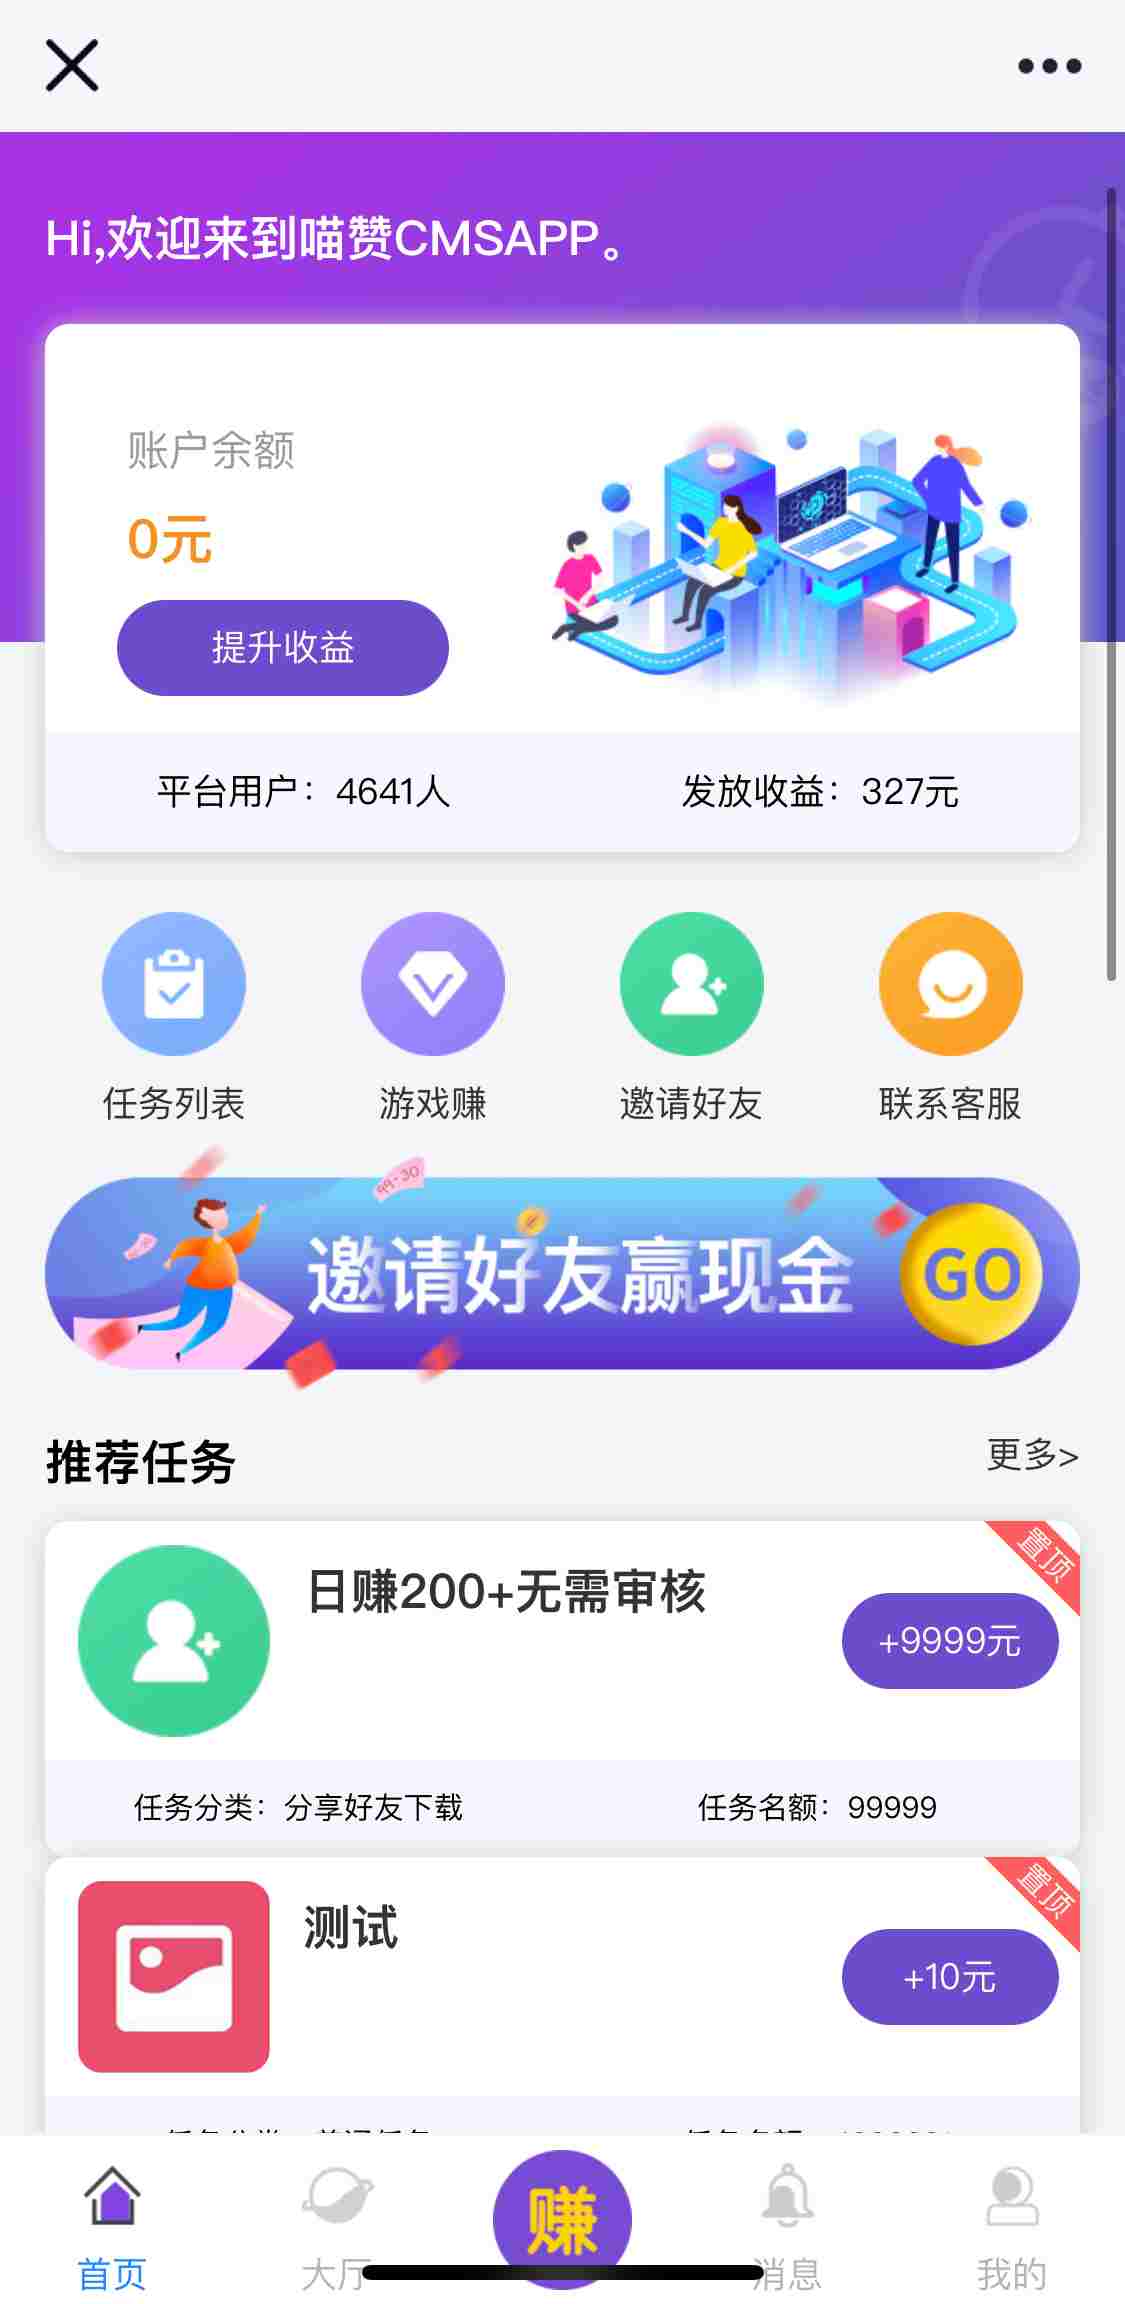 Hi,欢迎来到喵赞CMSAPP。
账户余额
0元
提升收益
平台用户：4641人
发放收益：327元
任务列表
游戏赚
邀请好友
联系客服
99-30
邀请好友赢现金
GO
推荐任务
更多>
置顶
日赚200+无需审核
+9999元
任务分类：分享好友下载
任务名额：99999
置顶
测试
+10元
首页
大厅
赚
消息
我的